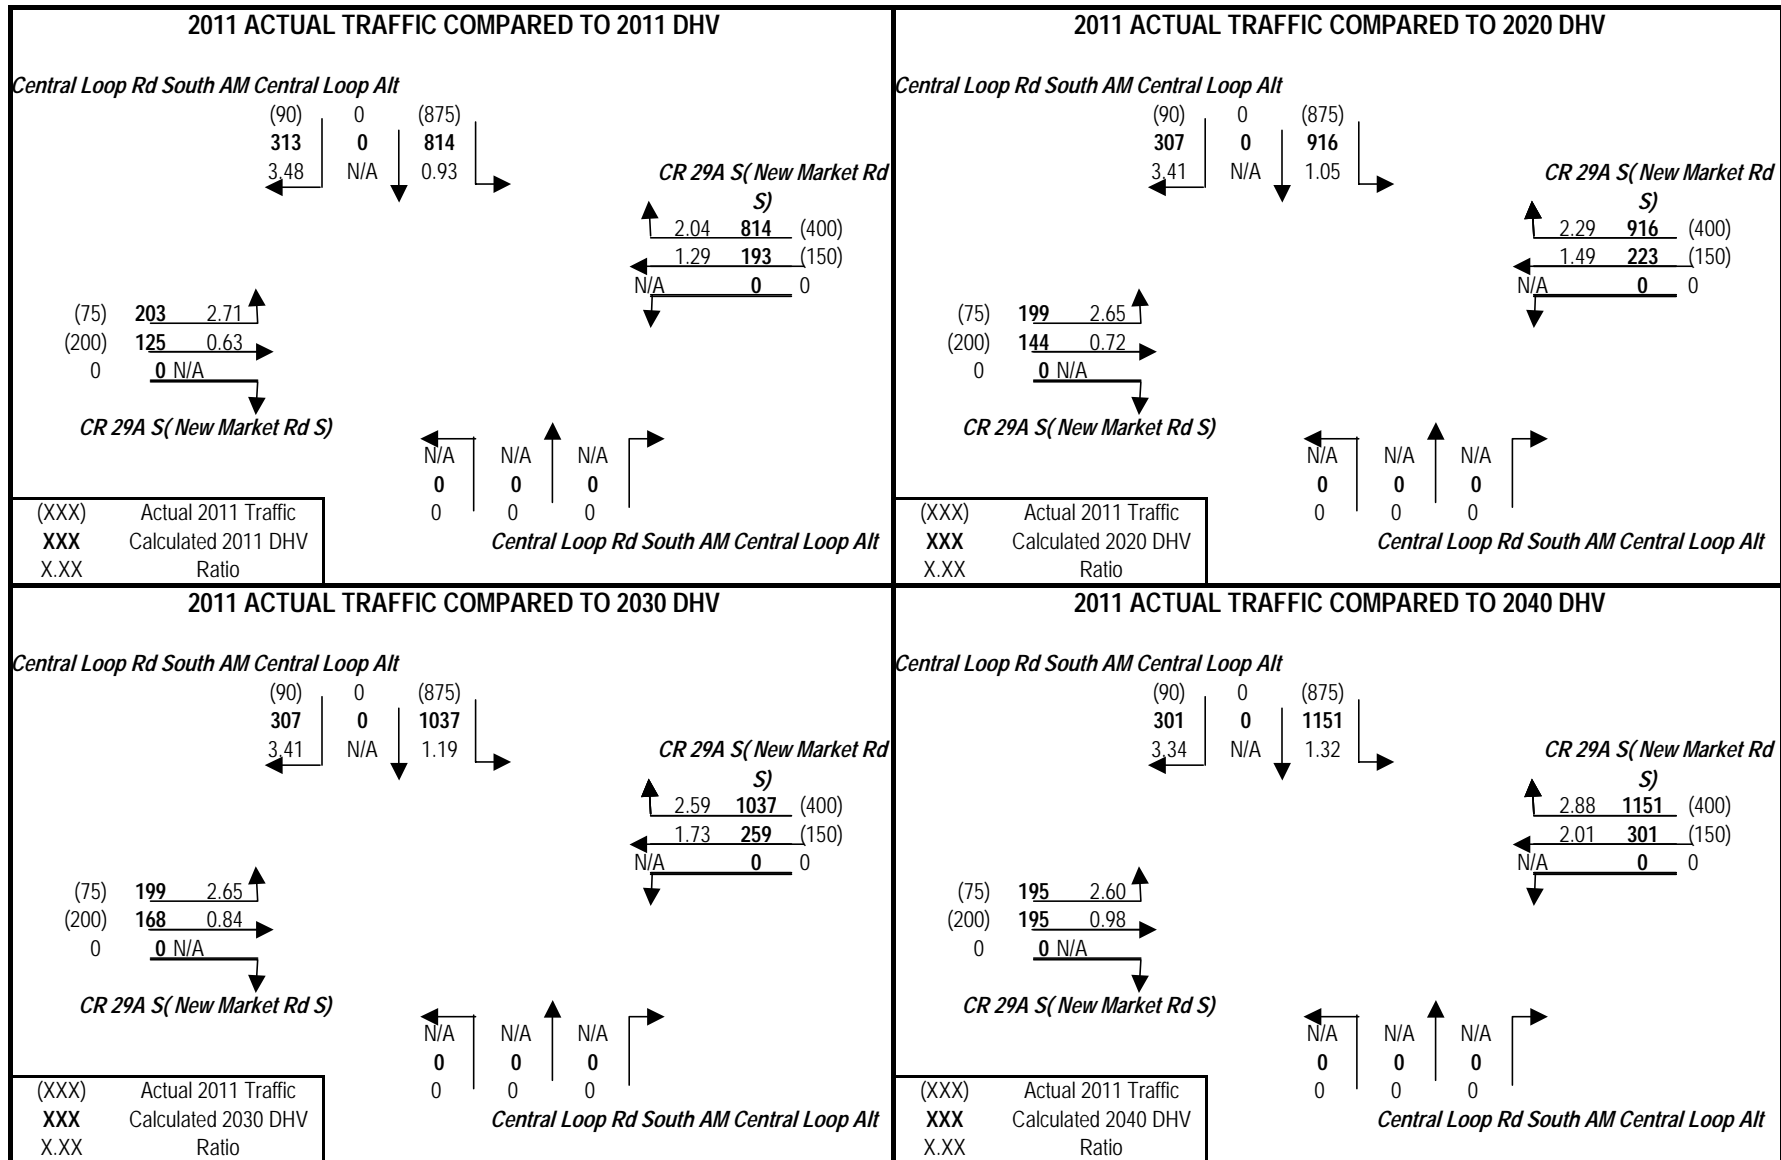 2011 ACTUAL TRAFFIC COMPARED TO 2011 DHV
Central Loop Rd South AM Central Loop Alt
(90) 0 (875)
313 0 814
3.48 N/A 0.93
CR 29A S( New Market Rd
S)
2.04 814 (400)
1.29 193 (150)
N/A 0 0
(75) 203 2.71
(200) 125 0.63
0 0 N/A
CR 29A S( New Market Rd S)
N/A N/A N/A
0 0 0
0 0 0
Central Loop Rd South AM Central Loop Alt
(XXX) Actual 2011 Traffic
XXX Calculated 2011 DHV
X.XX Ratio
2011 ACTUAL TRAFFIC COMPARED TO 2020 DHV
Central Loop Rd South AM Central Loop Alt
(90) 0 (875)
307 0 916
3.41 N/A 1.05
CR 29A S( New Market Rd
S)
2.29 916 (400)
1.49 223 (150)
N/A 0 0
(75) 199 2.65
(200) 144 0.72
0 0 N/A
CR 29A S( New Market Rd S)
N/A N/A N/A
0 0 0
0 0 0
Central Loop Rd South AM Central Loop Alt
(XXX) Actual 2011 Traffic
XXX Calculated 2020 DHV
X.XX Ratio
2011 ACTUAL TRAFFIC COMPARED TO 2030 DHV
Central Loop Rd South AM Central Loop Alt
(90) 0 (875)
307 0 1037
3.41 N/A 1.19
CR 29A S( New Market Rd
S)
2.59 1037 (400)
1.73 259 (150)
N/A 0 0
(75) 199 2.65
(200) 168 0.84
0 0 N/A
CR 29A S( New Market Rd S)
N/A N/A N/A
0 0 0
0 0 0
Central Loop Rd South AM Central Loop Alt
(XXX) Actual 2011 Traffic
XXX Calculated 2030 DHV
X.XX Ratio
2011 ACTUAL TRAFFIC COMPARED TO 2040 DHV
Central Loop Rd South AM Central Loop Alt
(90) 0 (875)
301 0 1151
3.34 N/A 1.32
CR 29A S( New Market Rd
S)
2.88 1151 (400)
2.01 301 (150)
N/A 0 0
(75) 195 2.60
(200) 195 0.98
0 0 N/A
CR 29A S( New Market Rd S)
N/A N/A N/A
0 0 0
0 0 0
Central Loop Rd South AM Central Loop Alt
(XXX) Actual 2011 Traffic
XXX Calculated 2040 DHV
X.XX Ratio